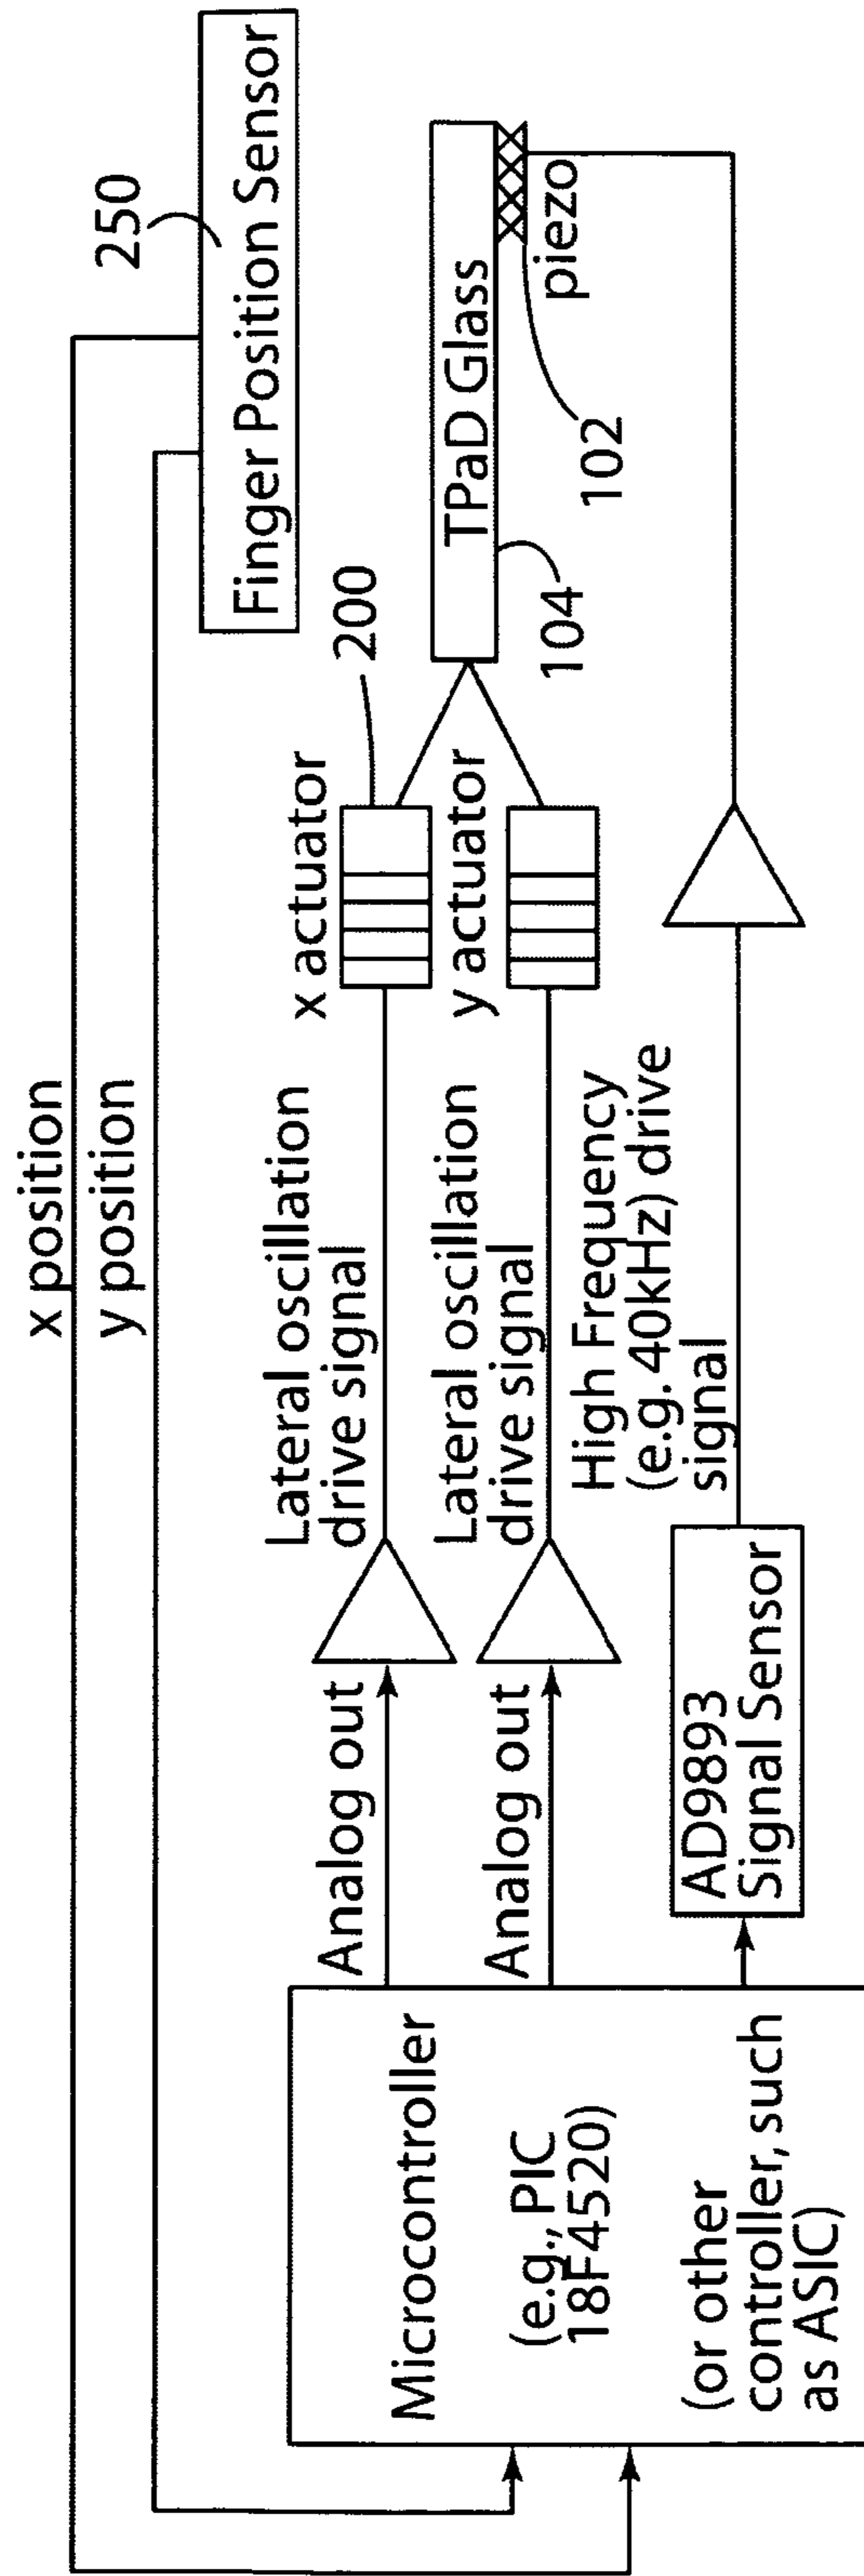 x position
y position
250
Finger Position Sensor
Lateral oscillation
drive signal
x actuator
200
Analog out
Lateral oscillation
drive signal
y actuator
TPaD Glass
104
102
piezo
Analog out
High Frequency
(e.g. 40kHz) drive
signal
Microcontroller
(e.g., PIC
18F4520)
(or other
controller, such
as ASIC)
AD9893
Signal Sensor